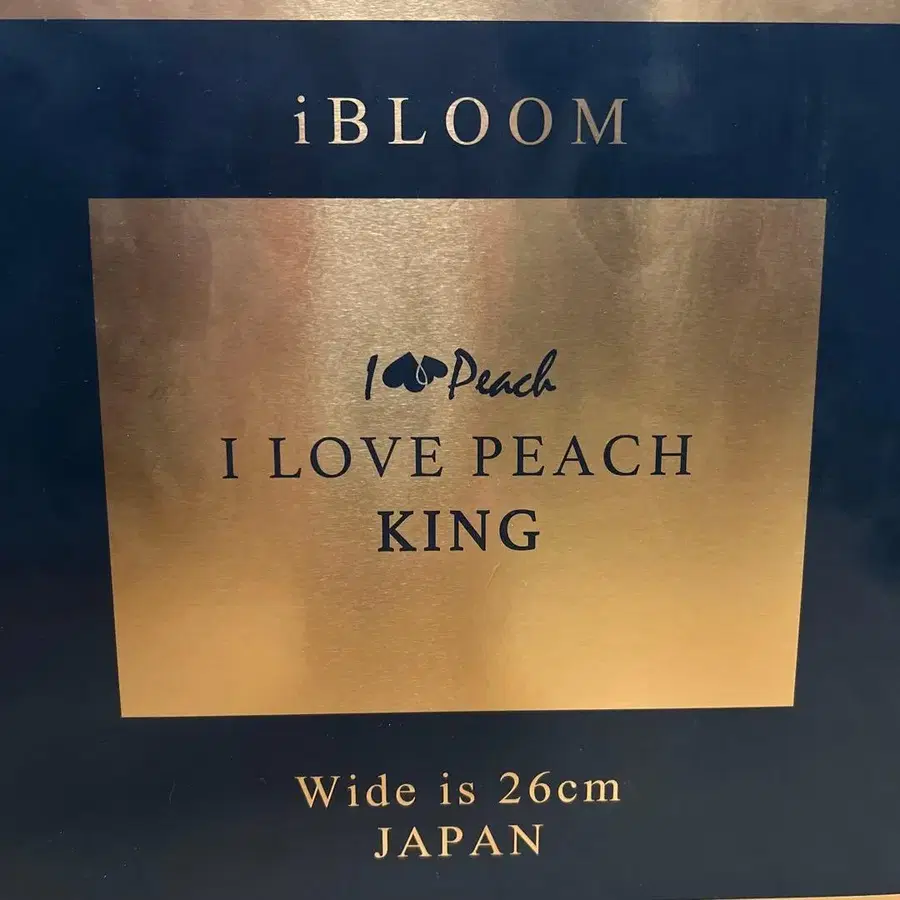 iBLOOM
I Peach
I LOVE PEACH
KING
Wide is 26cm
JAPAN